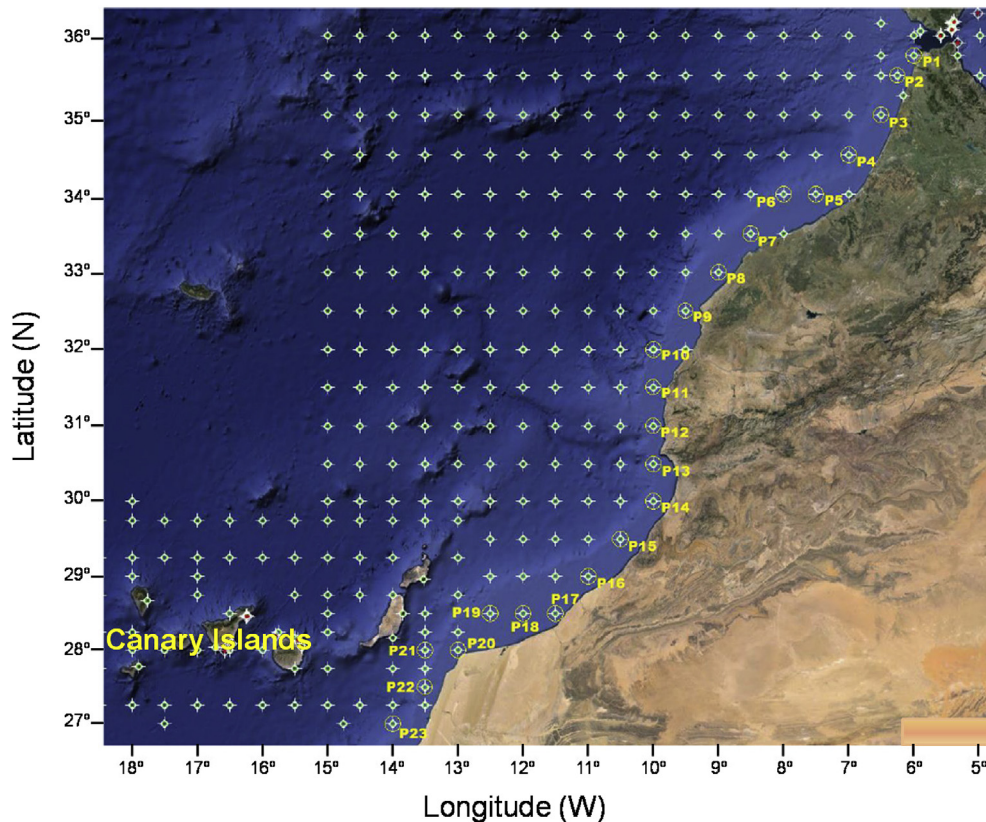 36º
35º
34º
33º
32º
31º
30º
29º
28º
27º
Latitude (N)
P1
P2
P3
P4
P6 P5
P7
P8
P9
P10
P11
P12
P13
P14
P15
P16
P17
P19 P18
Canary Islands
P21 P20
P22
P23
18º 17º 16º 15º 14º 13º 12º 11º 10º 9º 8º 7º 6º 5º
Longitude (W)